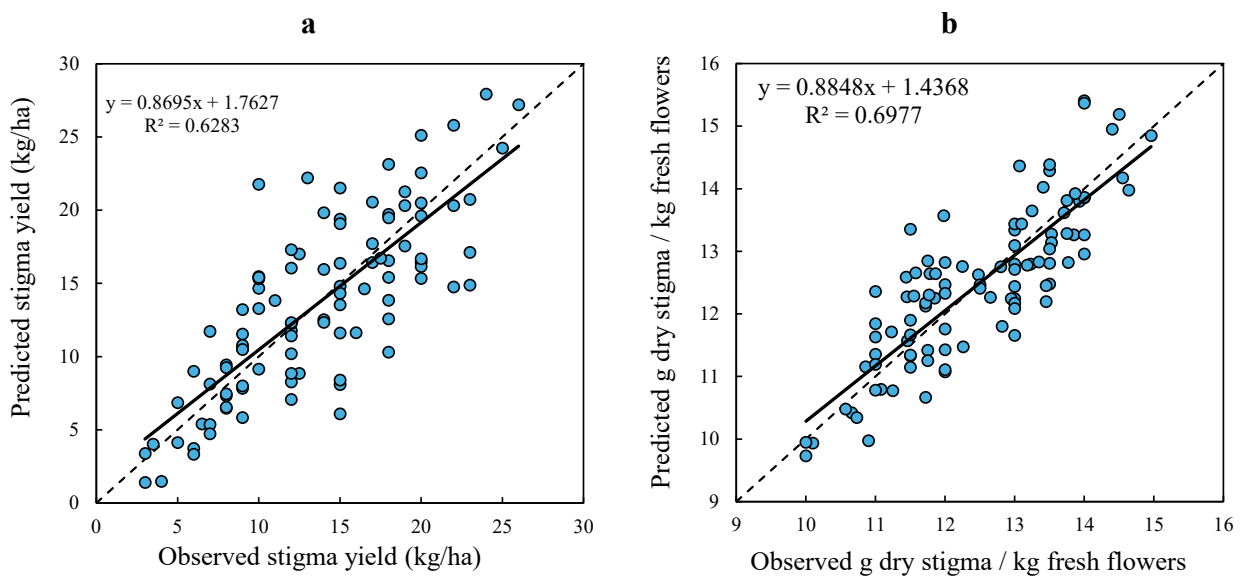 a
Predicted stigma yield (kg/ha)
30
25
20
15
10
5
0
y = 0.8695x + 1.7627
R² = 0.6283
0 5 10 15 20 25 30
Observed stigma yield (kg/ha)
b
Predicted g dry stigma / kg fresh flowers
16
15
14
13
12
11
10
9
y = 0.8848x + 1.4368
R² = 0.6977
9 10 11 12 13 14 15 16
Observed g dry stigma / kg fresh flowers